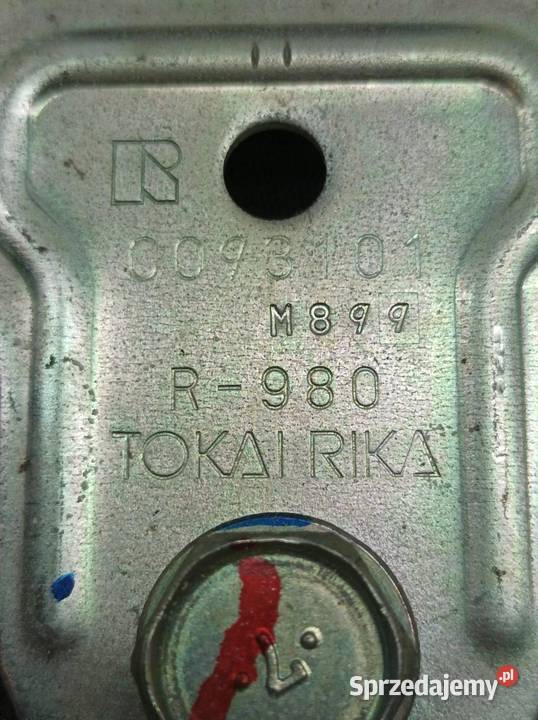 R
C093101
M899
R-980
TOKAI RIKA
Sprzedajemy.pl